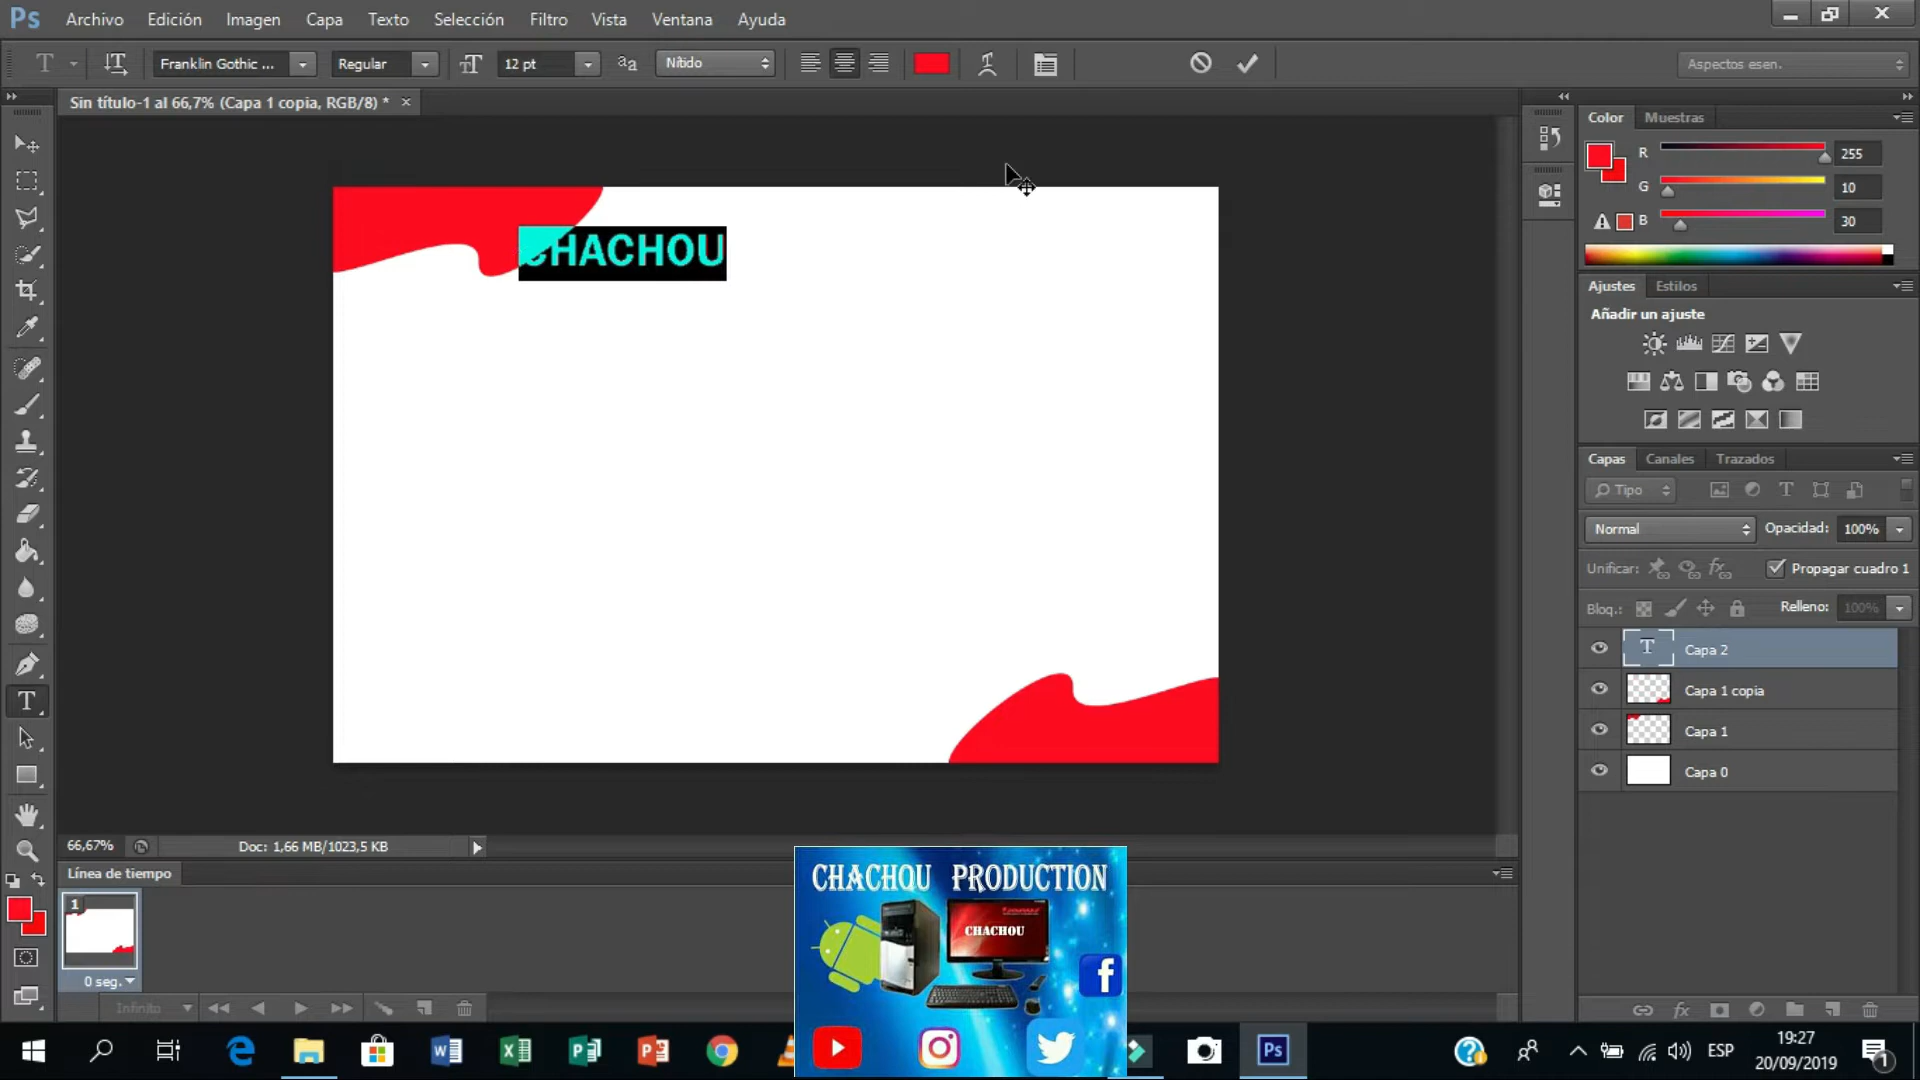 Ps Archivo Edición Imagen Capa Texto Selección Filtro Vista Ventana Ayuda
T Franklin Gothic ... Regular 12 pt aa Nítido Aspectos esen.
Sin título-1 al 66,7% (Capa 1 copia, RGB/8) *
CHACHOU
Color Muestras
R 255
G 10
B 30
Ajustes Estilos
Añadir un ajuste
Capas Canales Trazados
Tipo
Normal Opacidad: 100%
Unificar: Propagar cuadro 1
Bloq.: Relleno: 100%
Capa 2
Capa 1 copia
Capa 1
Capa 0
66,67% Doc: 1,66 MB/1023,5 KB
Línea de tiempo
1
0 seg.
Infinito
CHACHOU PRODUCTION
CHACHOU
ESP
19:27
20/09/2019
1